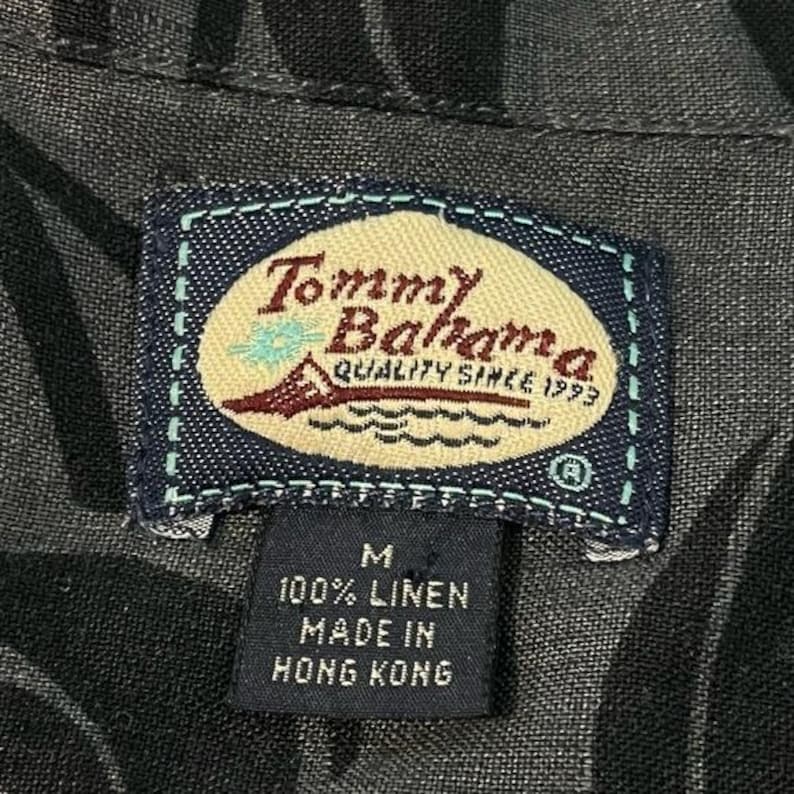 Tommy
Bahama
QUALITY SINCE 1993
®
M
100% LINEN
MADE IN
HONG KONG